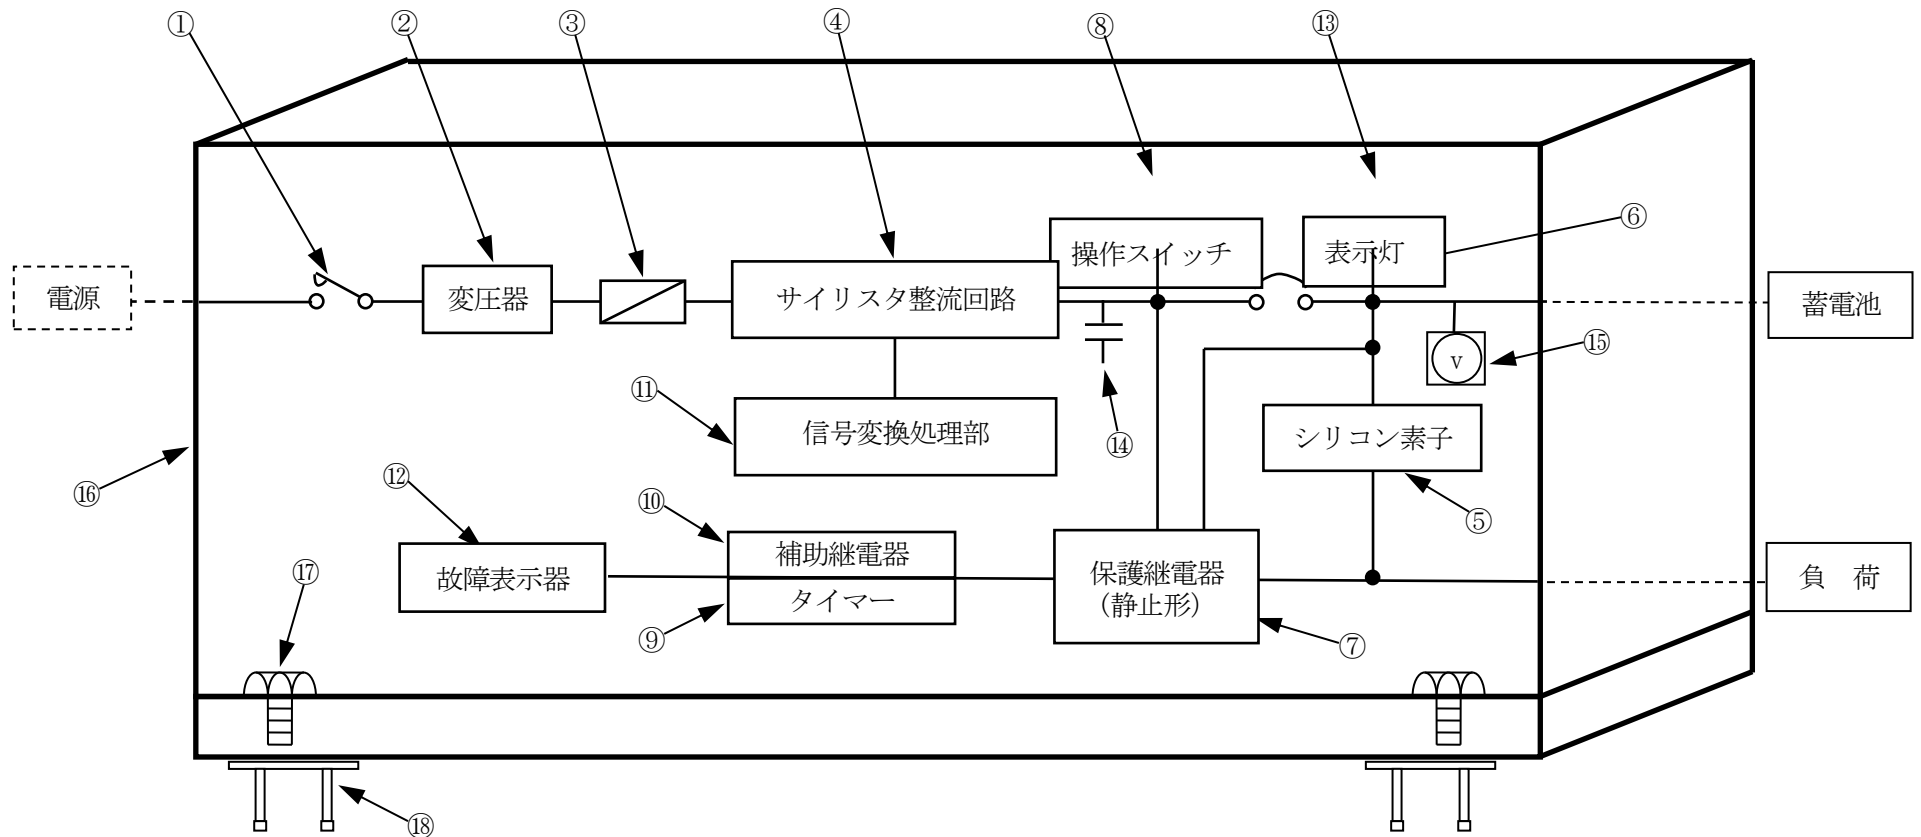 ①
②
③
④
⑧
⑬
⑥
操作スイッチ
表示灯
電源
変圧器
サイリスタ整流回路
蓄電池
⑮
V
⑪
信号変換処理部
⑭
シリコン素子
⑯
⑫
⑩
⑤
故障表示器
補助継電器
タイマー
保護継電器
(静止形)
負 荷
⑰
⑨
⑦
⑱